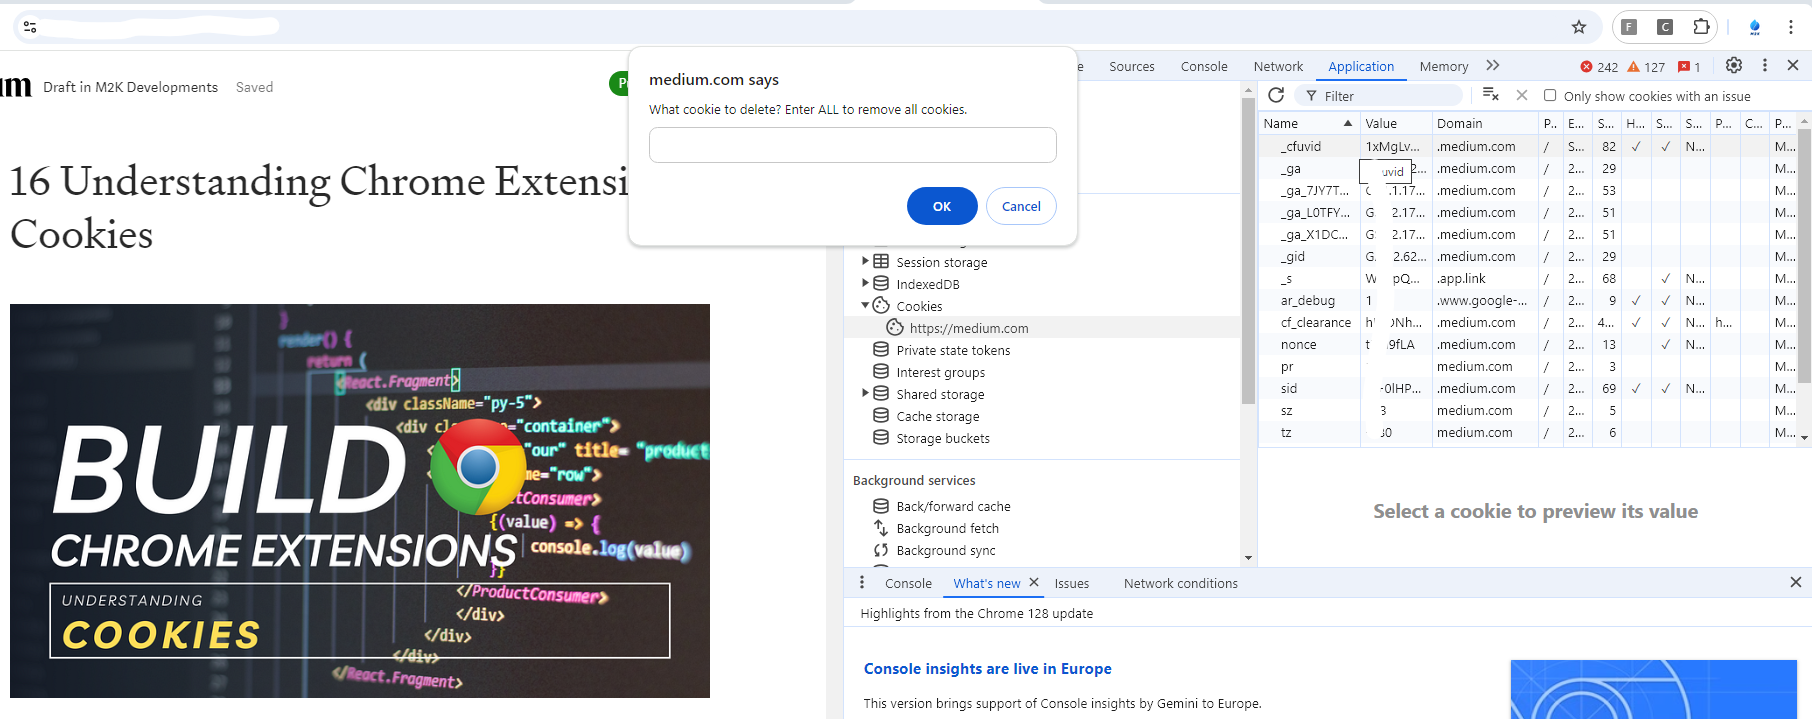 um Draft in M2K Developments Saved
16 Understanding Chrome Extensi
Cookies
render() {
return (
<React.Fragment>
<div className="py-5">
"container">
"our" title= "product
="row">
tConsumer>
{(value) => {
console.log(value)
}}
</ProductConsumer>
</div>
</div>
</div>
</React.Fragment>
BUILD
CHROME EXTENSIONS
UNDERSTANDING
COOKIES
medium.com says
What cookie to delete? Enter ALL to remove all cookies.
OK Cancel
F C
Sources Console Network Application Memory 242 127 1
Filter Only show cookies with an issue
Session storage
IndexedDB
Cookies
https://medium.com
Private state tokens
Interest groups
Shared storage
Cache storage
Storage buckets
Background services
Back/forward cache
Background fetch
Background sync
Name Value Domain P.. E... S... H... S... S... P... C... P...
_cfuvid 1xMgLv... .medium.com / S... 82 ✓ ✓ N... M...
_ga uvid 2... .medium.com / 2... 29 M...
_ga_7JY7T... .1.17... .medium.com / 2... 53 M...
_ga_L0TFY... G 2.17... .medium.com / 2... 51 M...
_ga_X1DC... 2.17... .medium.com / 2... 51 M...
_gid 2.62... .medium.com / 2... 29 M...
_s pQ... .app.link / 2... 68 ✓ N... M...
ar_debug 1 .www.google-... / 2... 9 ✓ ✓ N... M...
cf_clearance Nh... .medium.com / 2... 4... ✓ ✓ N... h... M...
nonce t 9fLA .medium.com / 2... 13 ✓ N... M...
pr medium.com / 2... 3 M...
sid -0lHP... .medium.com / 2... 69 ✓ ✓ N... M...
sz medium.com / 2... 5 M...
tz medium.com / 2... 6 M...
Select a cookie to preview its value
Console What's new Issues Network conditions
Highlights from the Chrome 128 update
Console insights are live in Europe
This version brings support of Console insights by Gemini to Europe.